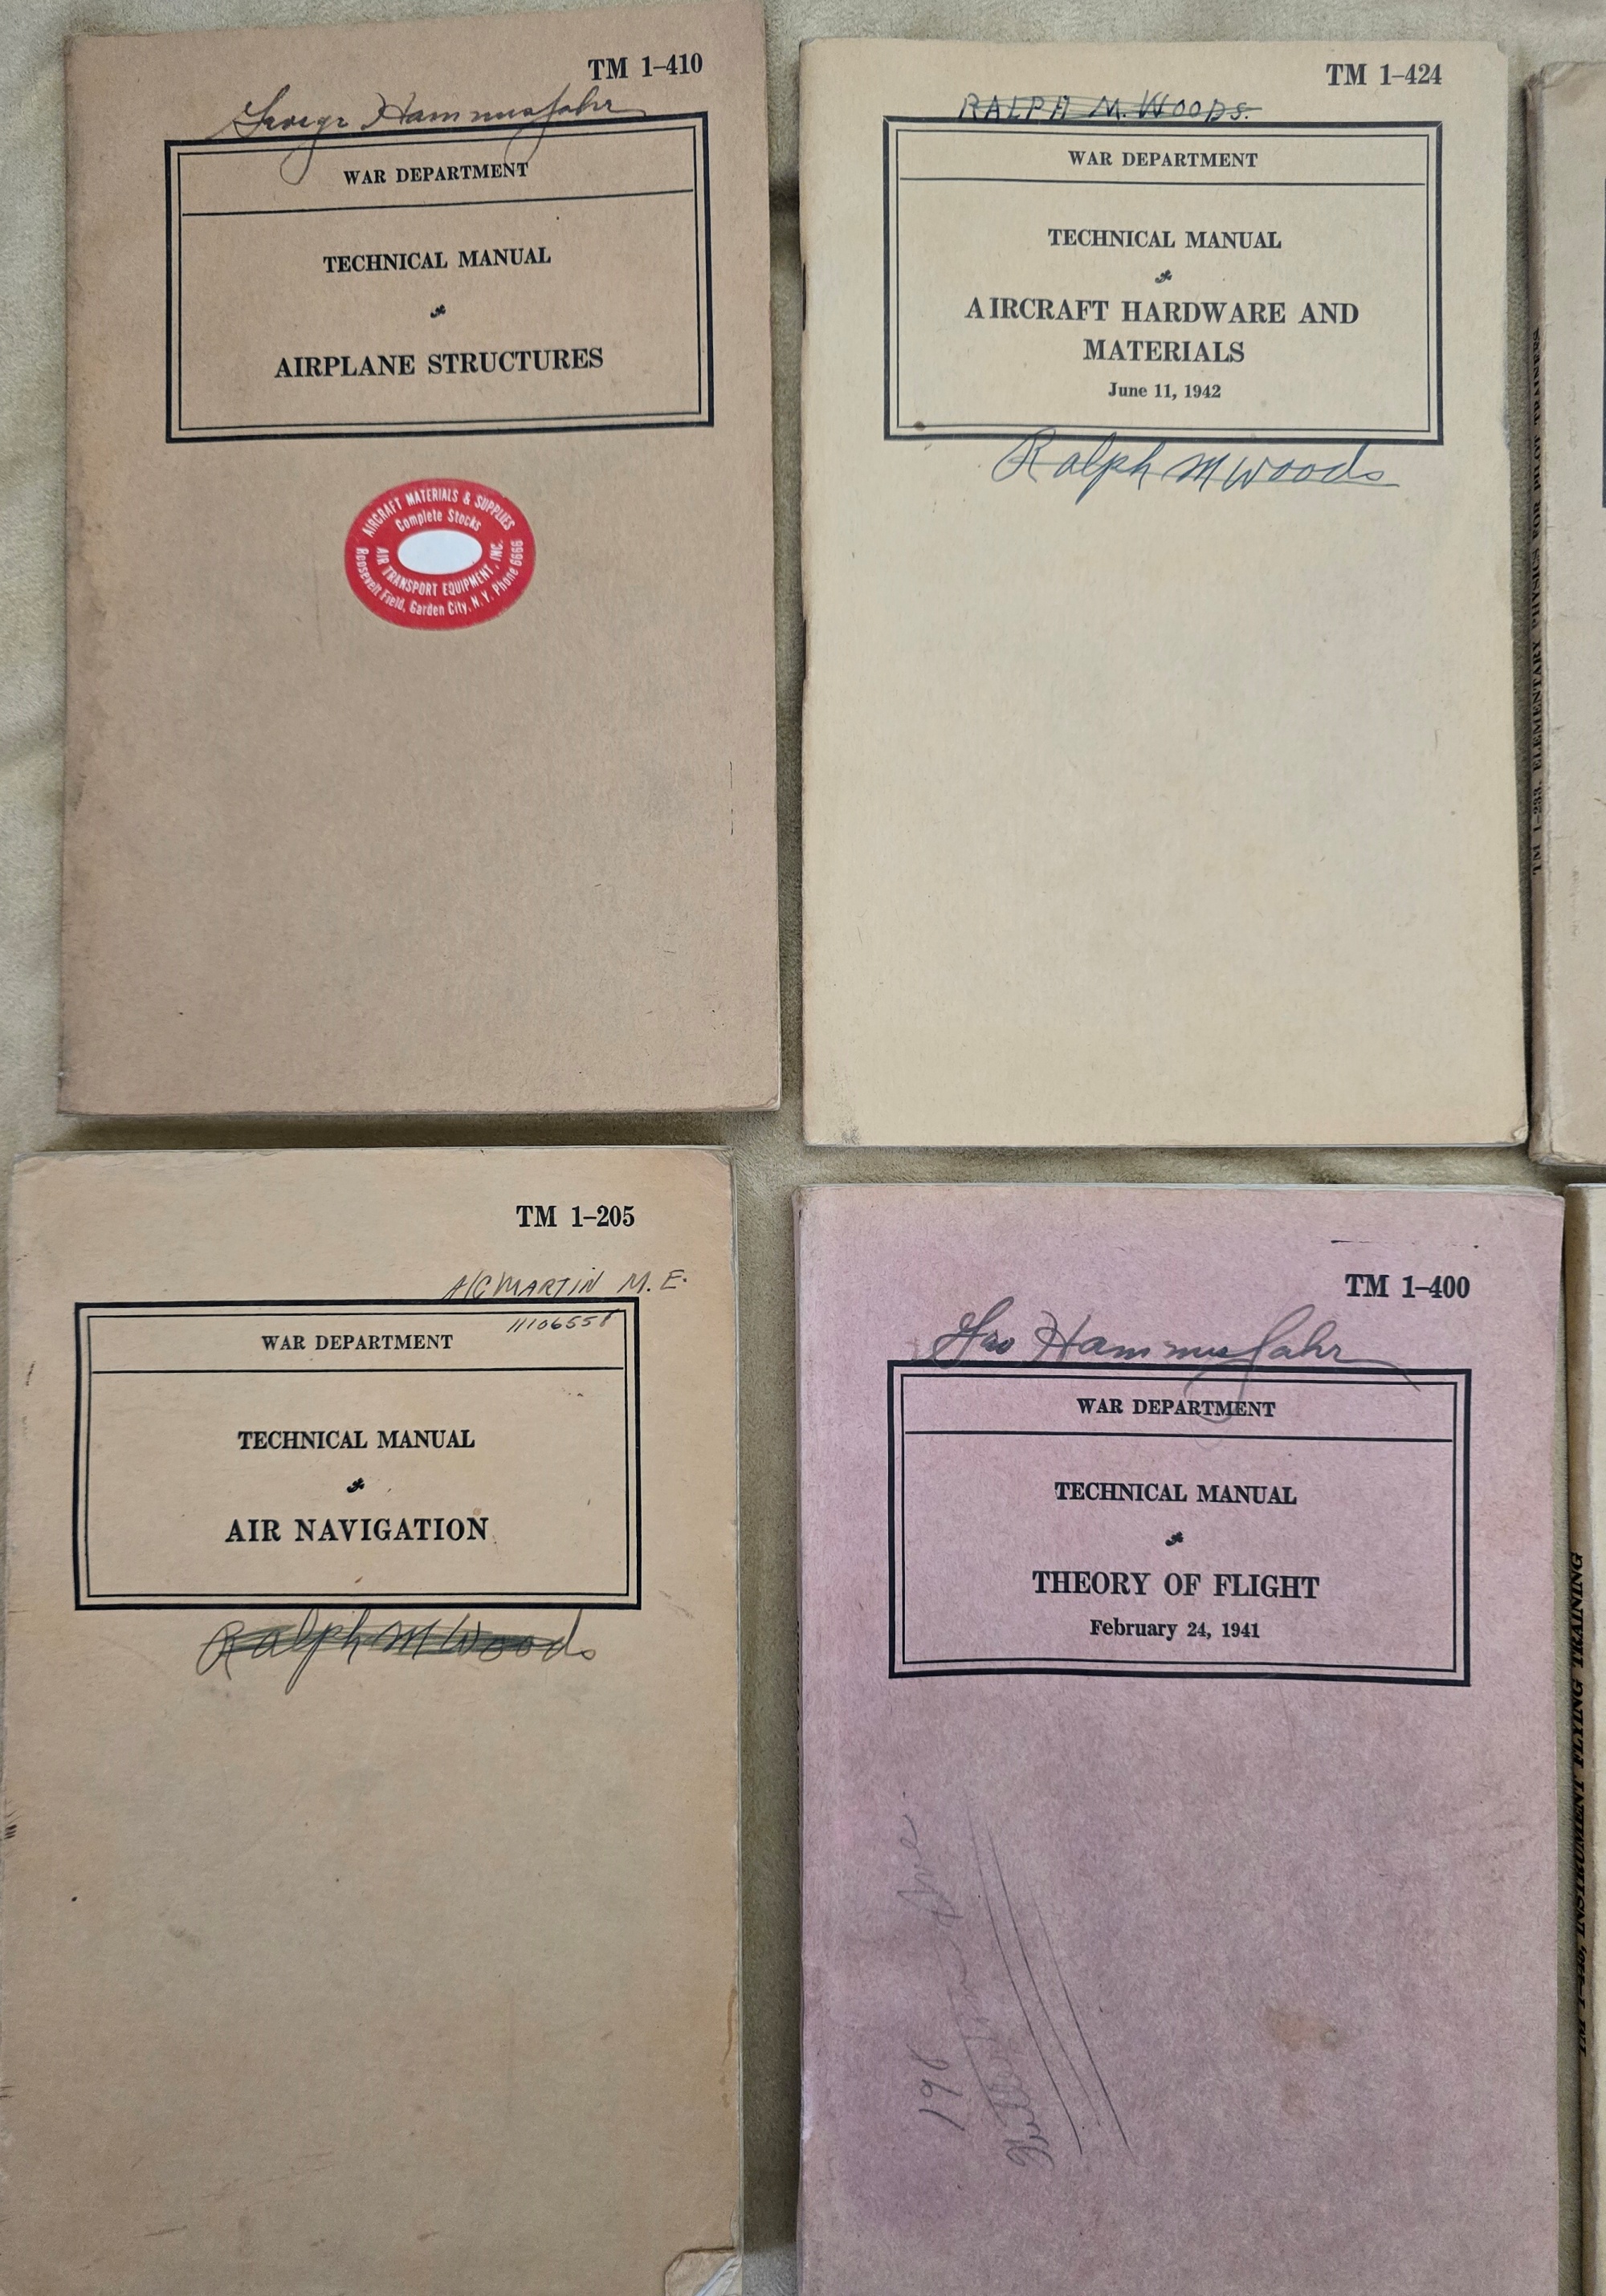 TM 1–410
George Hammerfahr
WAR DEPARTMENT
TECHNICAL MANUAL
AIRPLANE STRUCTURES
AIRCRAFT MATERIALS & SUPPLIES
Complete Stocks
AIR TRANSPORT EQUIPMENT, INC.
Roosevelt Field, Garden City, N. Y. Phone 6666
TM 1–424
RALPH M. WOODS.
WAR DEPARTMENT
TECHNICAL MANUAL
AIRCRAFT HARDWARE AND
MATERIALS
June 11, 1942
Ralph M Woods
TM 1–233, ELEMENTARY PHYSICS FOR PILOT TRAINEES
TM 1–205
A/C MARTIN M. E.
11106558
WAR DEPARTMENT
TECHNICAL MANUAL
AIR NAVIGATION
Ralph M Woods
TM 1–400
Geo Hammerfahr
WAR DEPARTMENT
TECHNICAL MANUAL
THEORY OF FLIGHT
February 24, 1941
198
TM 1–445, INSTRUMENT FLYING TRAINING